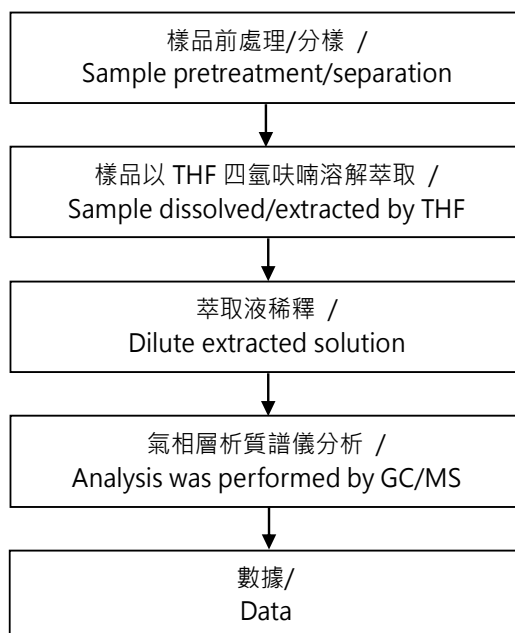 樣品前處理/分樣 /
Sample pretreatment/separation
樣品以 THF 四氫呋喃溶解萃取 /
Sample dissolved/extracted by THF
萃取液稀釋 /
Dilute extracted solution
氣相層析質譜儀分析 /
Analysis was performed by GC/MS
數據/
Data